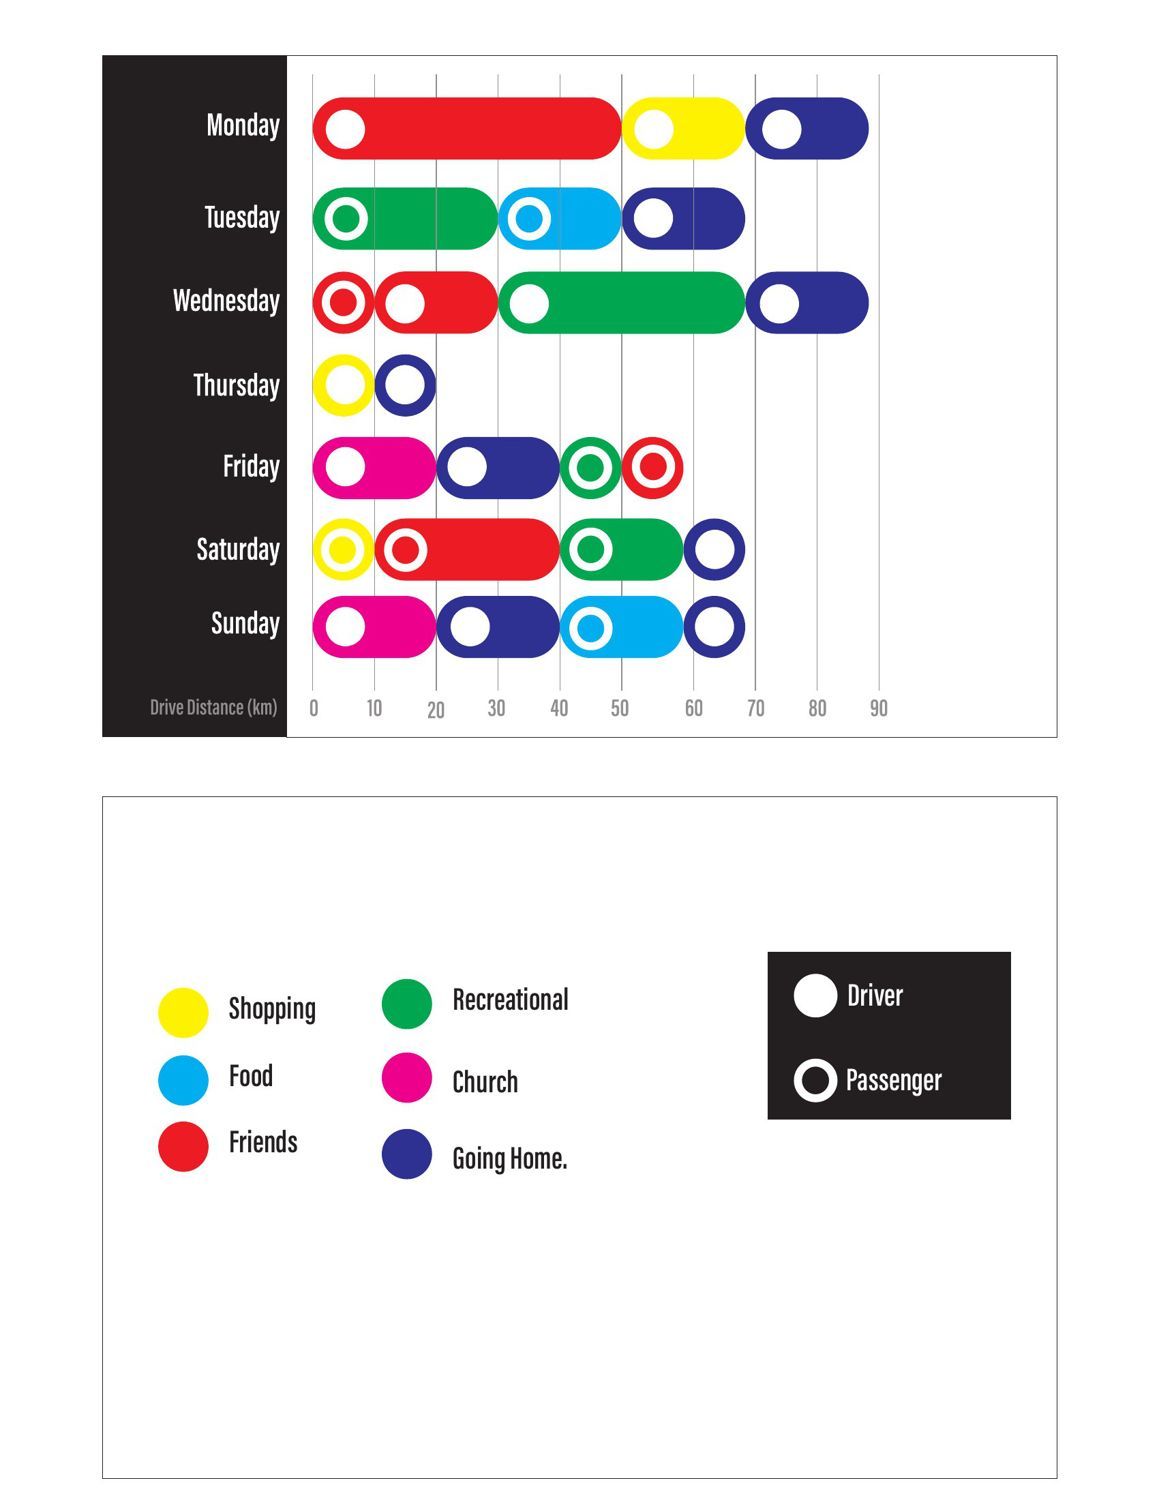 Monday
Tuesday
Wednesday
Thursday
Friday
Saturday
Sunday
Drive Distance (km) 0 10 20 30 40 50 60 70 80 90
Shopping
Food
Friends
Recreational
Church
Going Home.
Driver
Passenger